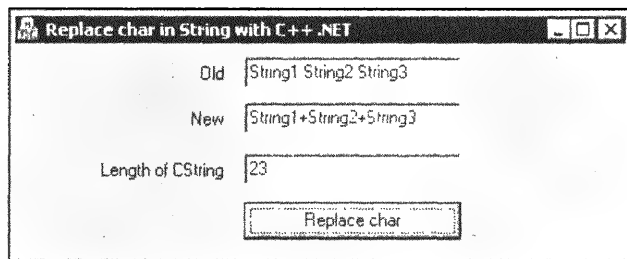 Replace char in String with C++ .NET
Old String1 String2 String3
New String1+String2+String3
Length of CString 23
Replace char